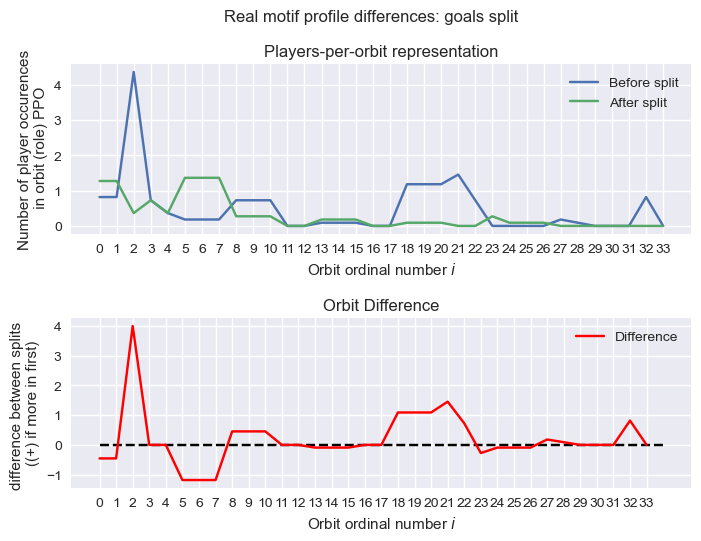 Real motif profile differences: goals split
Players-per-orbit representation
Number of player occurences
in orbit (role) PPO
4
3
2
1
0
Before split
After split
0 1 2 3 4 5 6 7 8 9 10 11 12 13 14 15 16 17 18 19 20 21 22 23 24 25 26 27 28 29 30 31 32 33
Orbit ordinal number i
Orbit Difference
difference between splits
((+) if more in first)
4
3
2
1
0
−1
Difference
0 1 2 3 4 5 6 7 8 9 10 11 12 13 14 15 16 17 18 19 20 21 22 23 24 25 26 27 28 29 30 31 32 33
Orbit ordinal number i